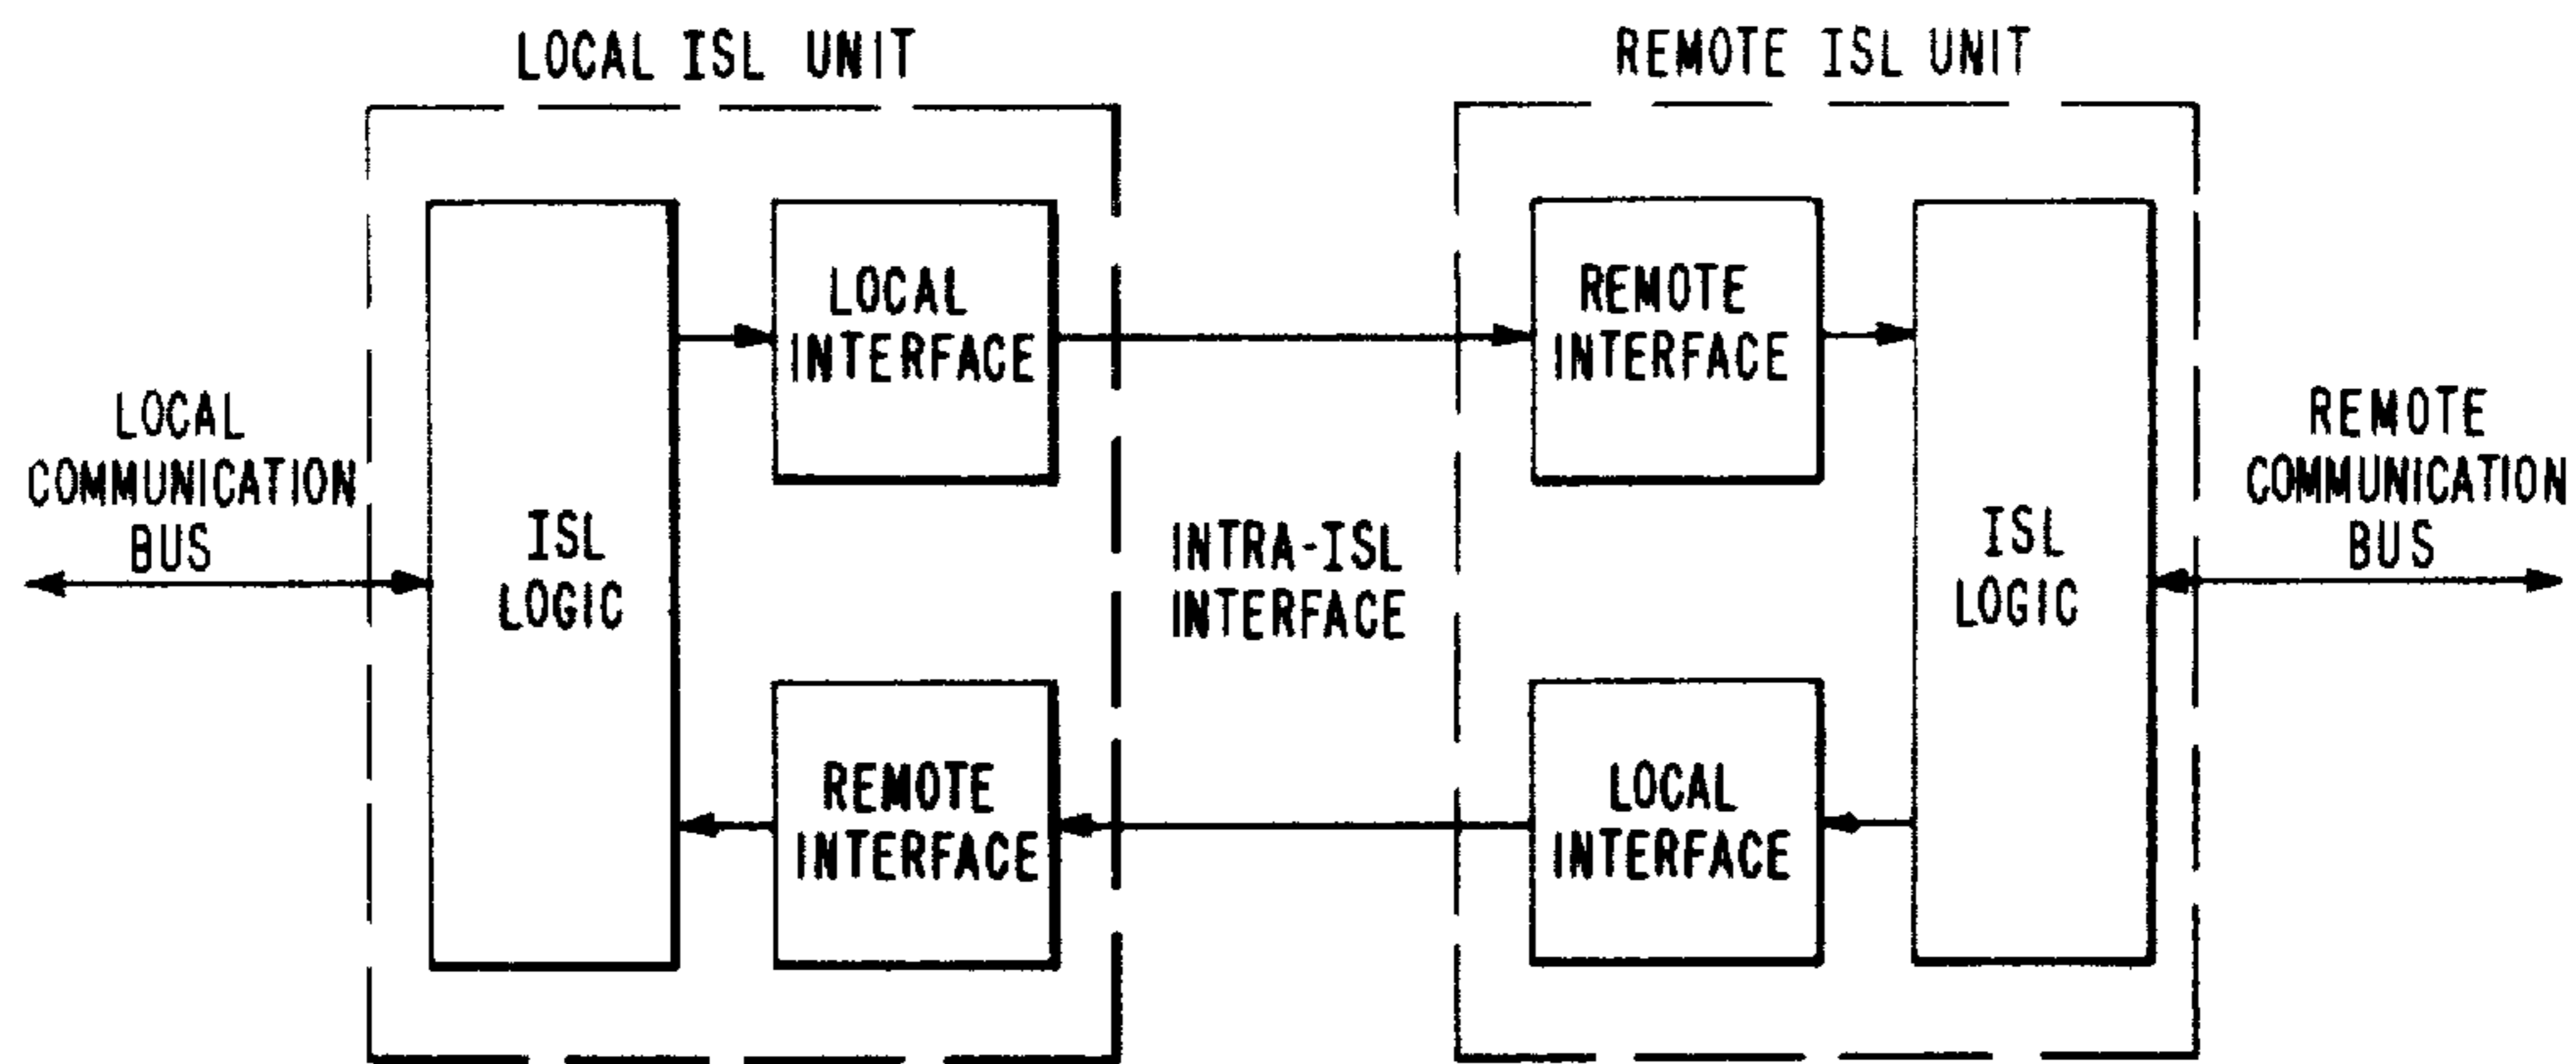 LOCAL ISL UNIT
REMOTE ISL UNIT
LOCAL
COMMUNICATION
BUS
ISL
LOGIC
LOCAL
INTERFACE
REMOTE
INTERFACE
INTRA-ISL
INTERFACE
REMOTE
INTERFACE
LOCAL
INTERFACE
ISL
LOGIC
REMOTE
COMMUNICATION
BUS